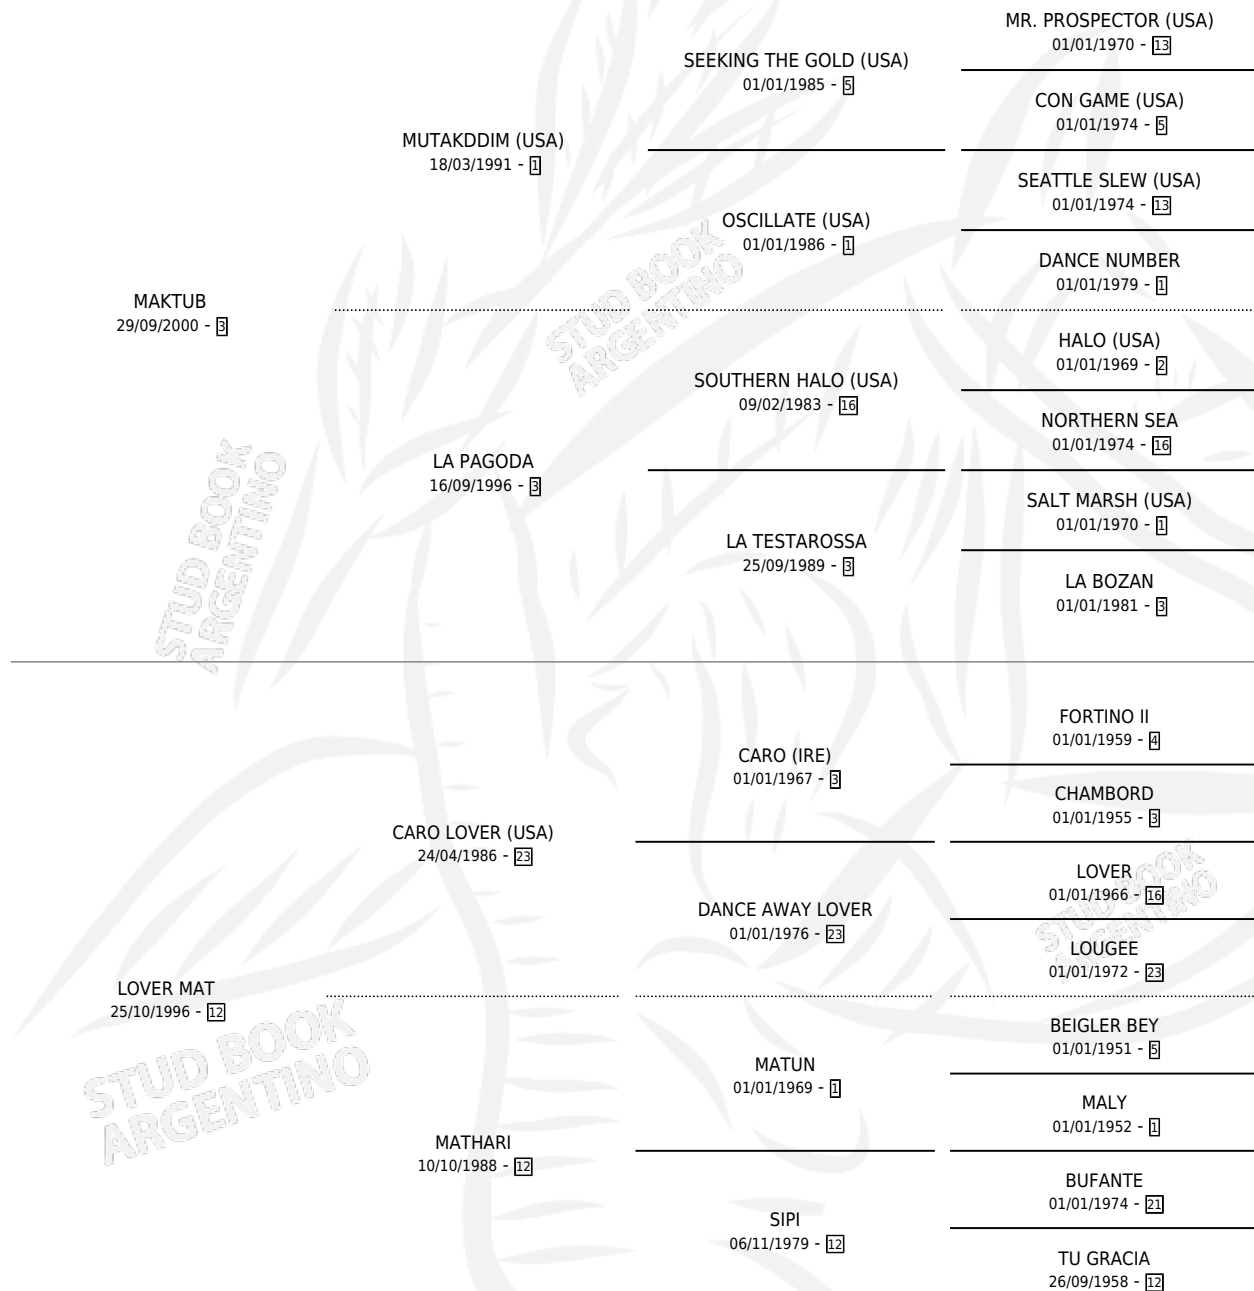 MR. PROSPECTOR (USA)
01/01/1970 - 13
SEEKING THE GOLD (USA)
01/01/1985 - 5
CON GAME (USA)
01/01/1974 - 5
MUTAKDDIM (USA)
18/03/1991 - 1
SEATTLE SLEW (USA)
01/01/1974 - 13
OSCILLATE (USA)
01/01/1986 - 1
DANCE NUMBER
01/01/1979 - 1
MAKTUB
29/09/2000 - 3
HALO (USA)
01/01/1969 - 2
SOUTHERN HALO (USA)
09/02/1983 - 16
NORTHERN SEA
01/01/1974 - 16
LA PAGODA
16/09/1996 - 3
SALT MARSH (USA)
01/01/1970 - 1
LA TESTAROSSA
25/09/1989 - 3
LA BOZAN
01/01/1981 - 3
FORTINO II
01/01/1959 - 4
CARO (IRE)
01/01/1967 - 3
CHAMBORD
01/01/1955 - 3
CARO LOVER (USA)
24/04/1986 - 23
LOVER
01/01/1966 - 16
DANCE AWAY LOVER
01/01/1976 - 23
LOUGEE
01/01/1972 - 23
LOVER MAT
25/10/1996 - 12
BEIGLER BEY
01/01/1951 - 5
MATUN
01/01/1969 - 1
MALY
01/01/1952 - 1
MATHARI
10/10/1988 - 12
BUFANTE
01/01/1974 - 21
SIPI
06/11/1979 - 12
TU GRACIA
26/09/1958 - 12
STUD BOOK
ARGENTINO
STUD BOOK
ARGENTINO
STUD BOOK
ARGENTINO
STUD BOOK
ARGENTINO